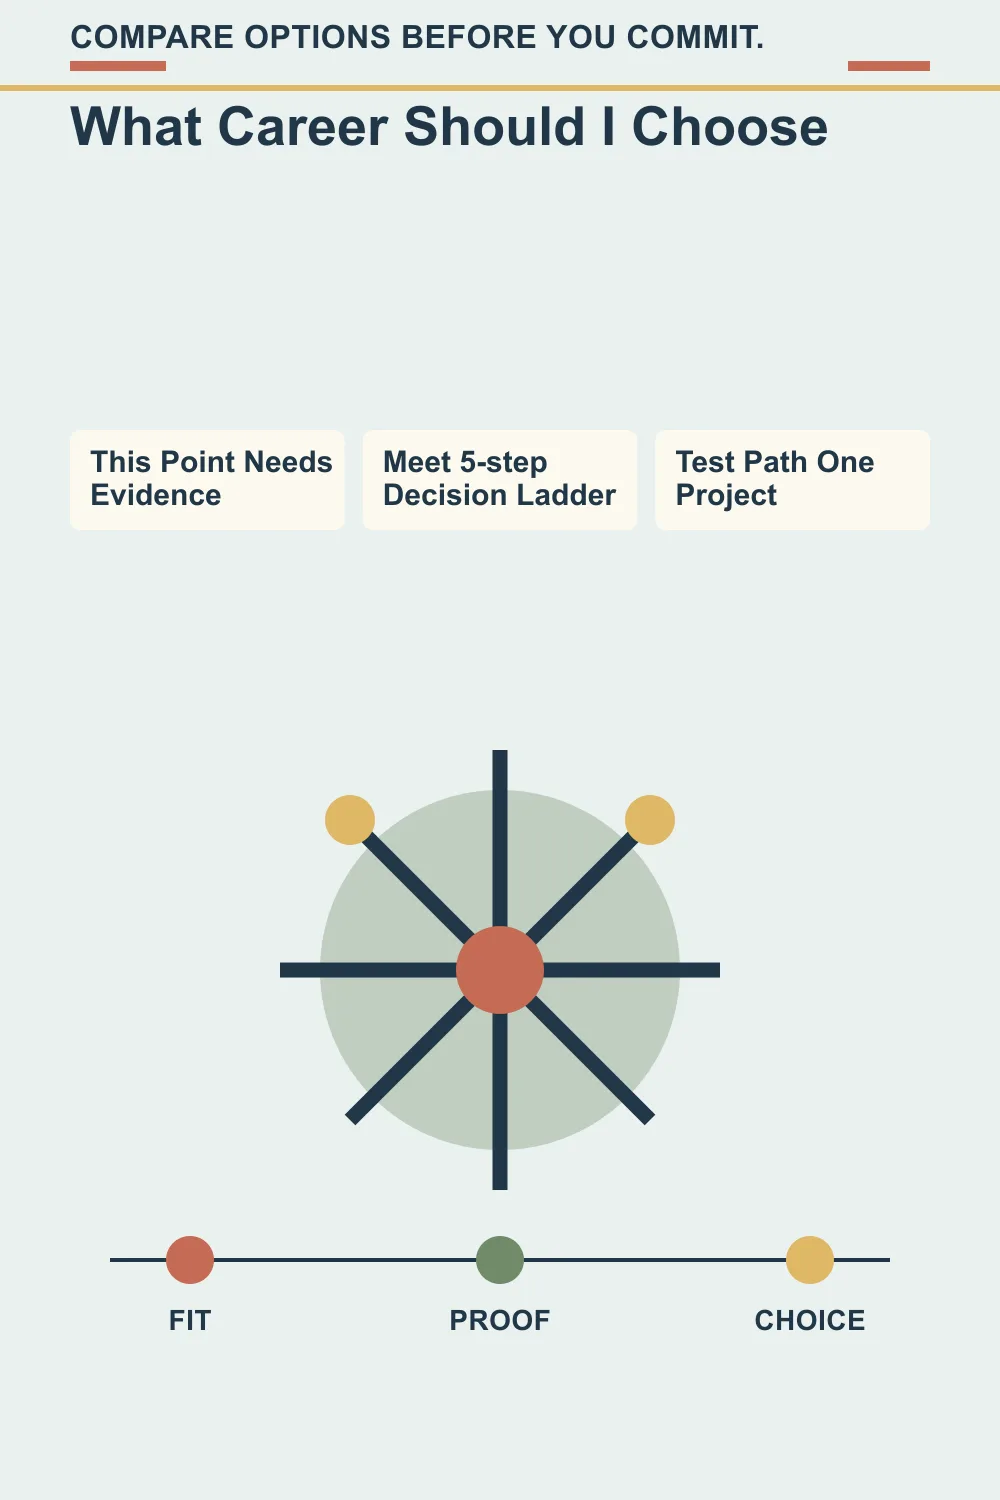 COMPARE OPTIONS BEFORE YOU COMMIT.
What Career Should I Choose
This Point Needs
Evidence
Meet 5-step
Decision Ladder
Test Path One
Project
FIT
PROOF
CHOICE